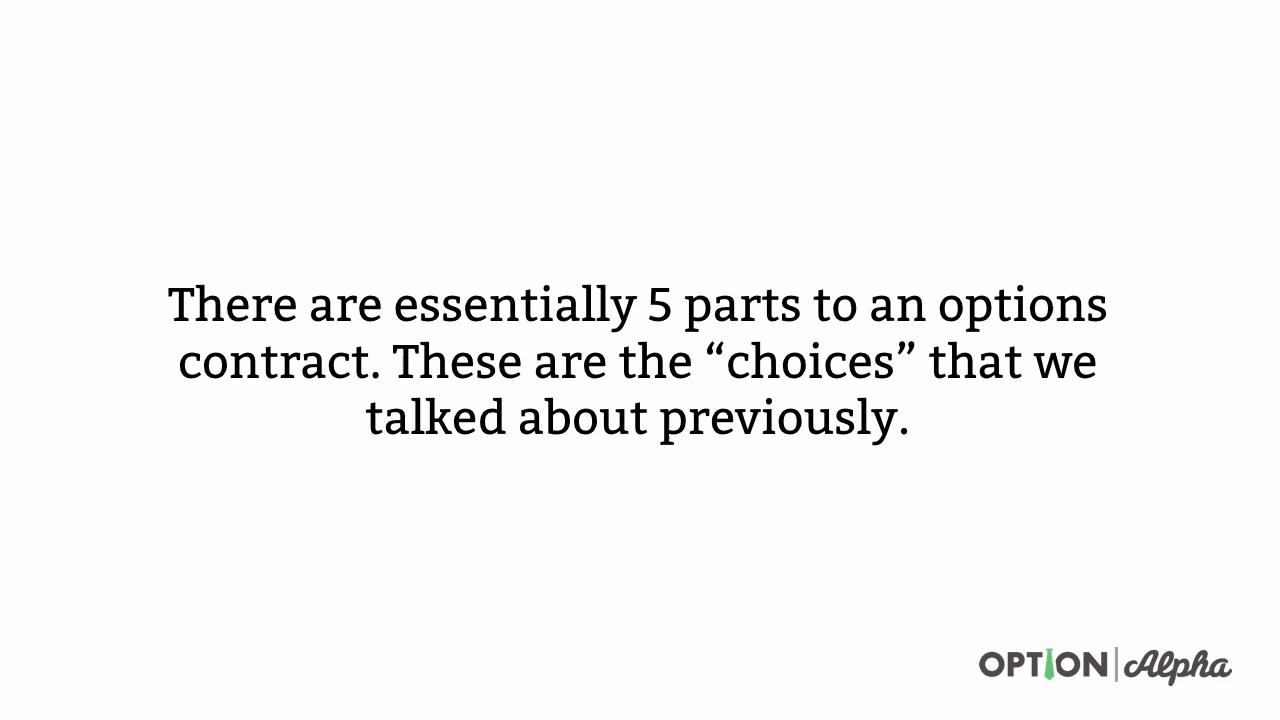 There are essentially 5 parts to an options
contract. These are the “choices” that we
talked about previously.
OPTION | Alpha